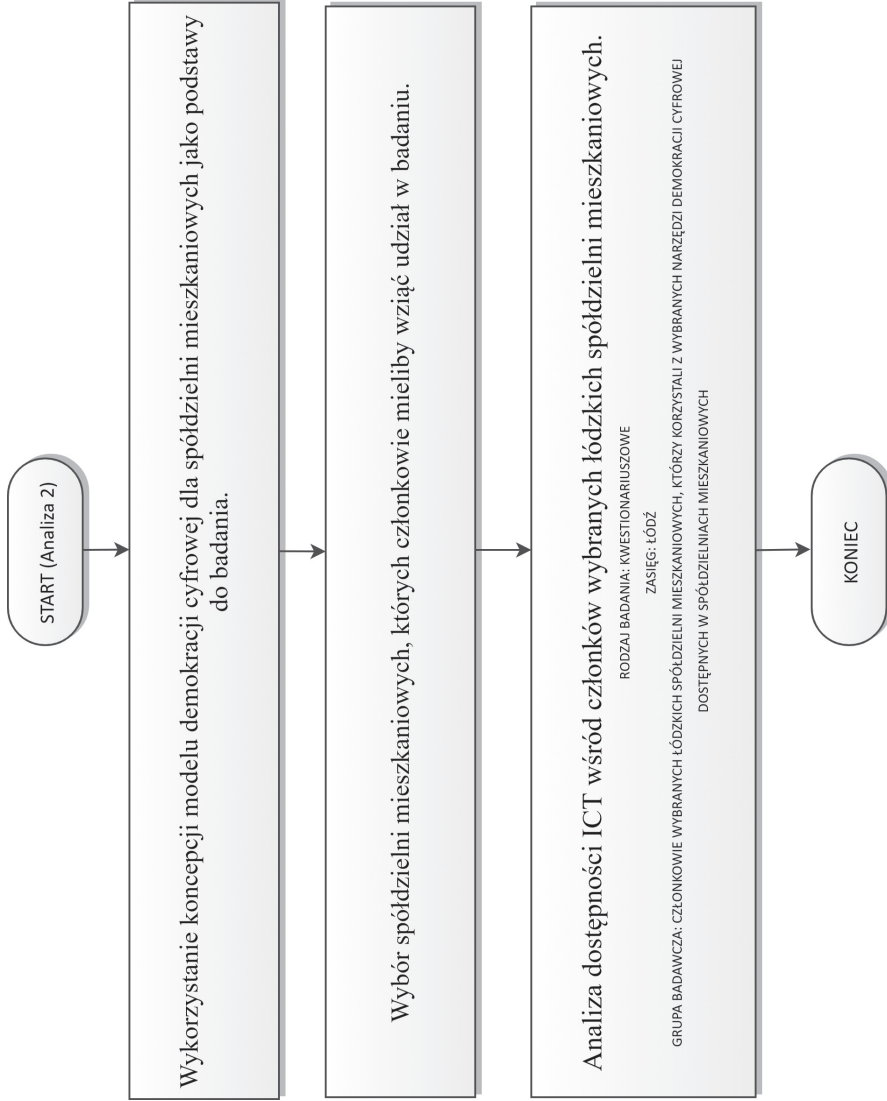 START (Analiza 2)
Wykorzystanie koncepcji modelu demokracji cyfrowej dla spółdzielni mieszkaniowych jako podstawy
do badania.
Wybór spółdzielni mieszkaniowych, których członkowie mieliby wziąć udział w badaniu.
Analiza dostępności ICT wśród członków wybranych łódzkich spółdzielni mieszkaniowych.
RODZAJ BADANIA: KWESTIONARIUSZOWE
ZASIĘG: ŁÓDŹ
GRUPA BADAWCZA: CZŁONKOWIE WYBRANYCH ŁÓDZKICH SPÓŁDZIELNI MIESZKANIOWYCH, KTÓRZY KORZYSTALI Z WYBRANYCH NARZĘDZI DEMOKRACJI CYFROWEJ
DOSTĘPNYCH W SPÓŁDZIELNIACH MIESZKANIOWYCH
KONIEC